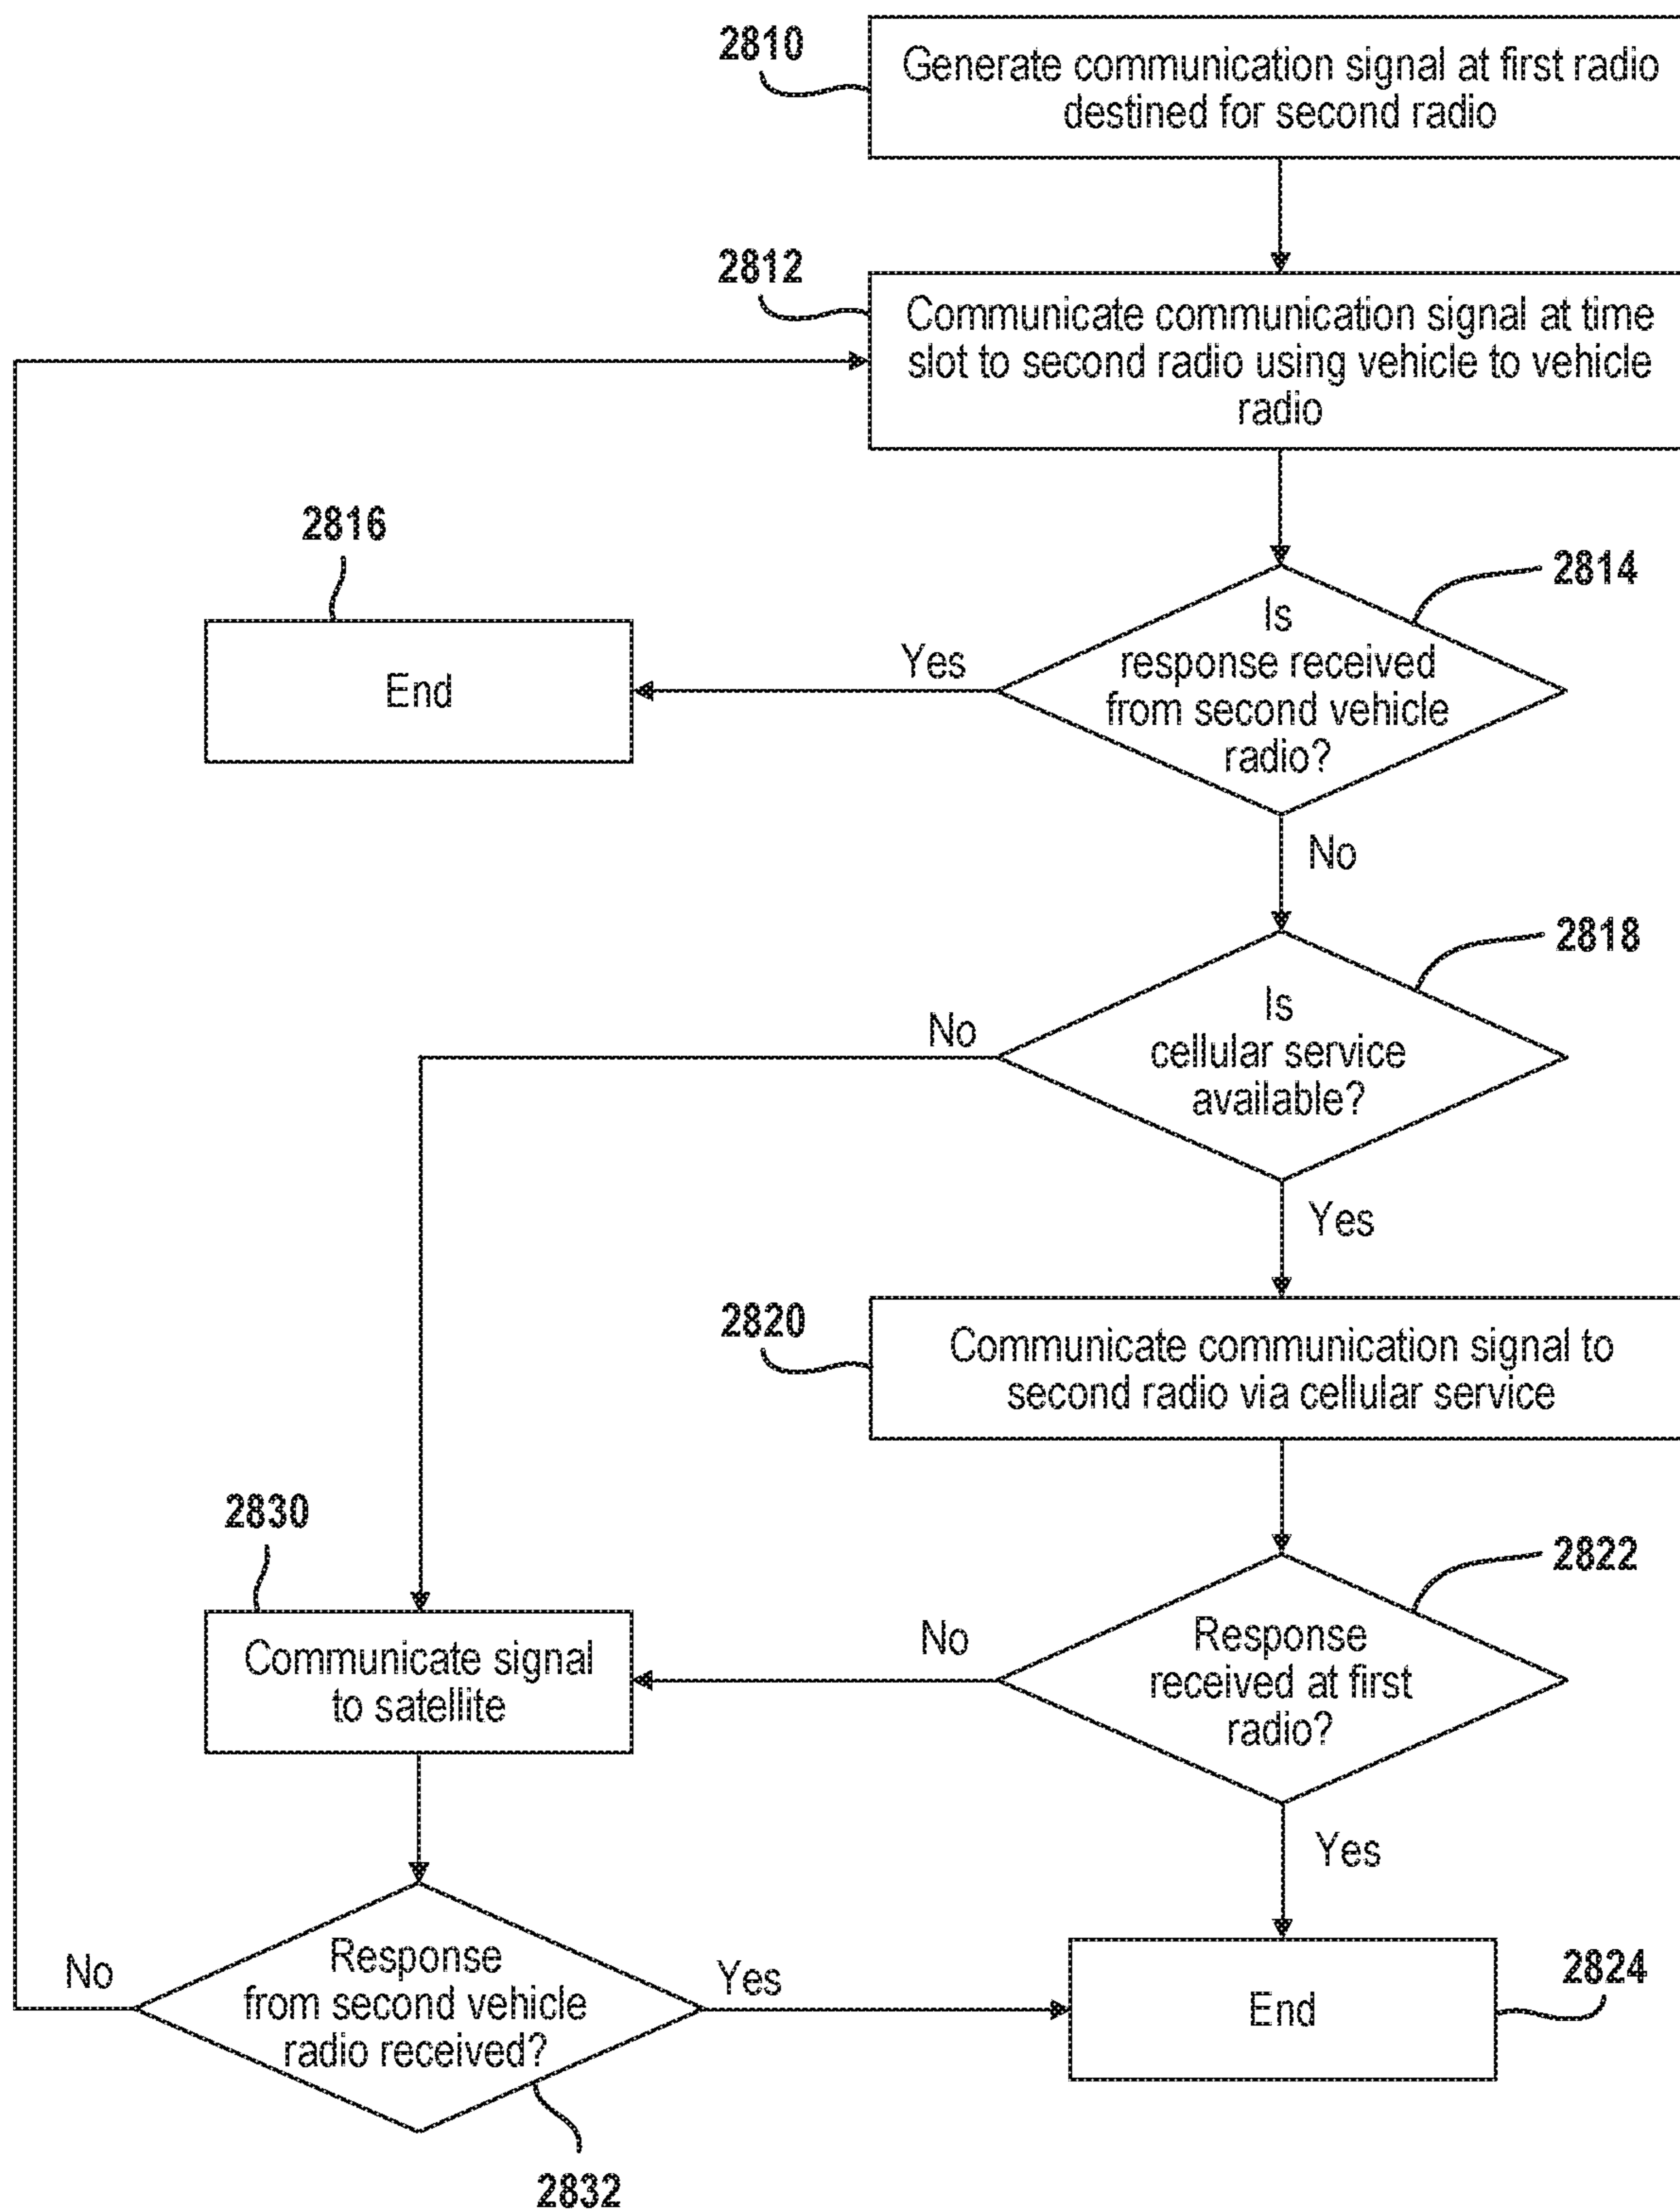 2810
Generate communication signal at first radio
destined for second radio
2812
Communicate communication signal at time
slot to second radio using vehicle to vehicle
radio
2816
End
Yes
2814
Is
response received
from second vehicle
radio?
No
2818
Is
cellular service
available?
No
Yes
2820
Communicate communication signal to
second radio via cellular service
2830
Communicate signal
to satellite
No
2822
Response
received at first
radio?
Yes
No
Response
from second vehicle
radio received?
Yes
2832
End
2824